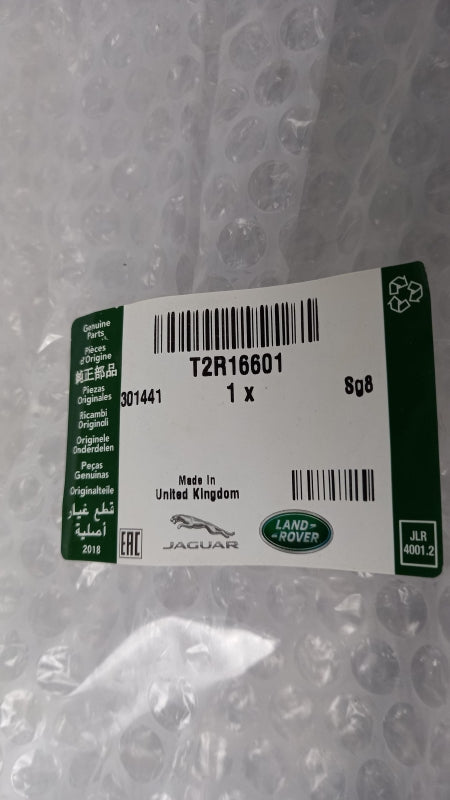 Genuine
Parts
Pièces
d'Origine
純正部品
Piezas
Originales
Ricambi
Originali
Originele
Onderdelen
Peças
Genuínas
Originalteile
قطع غيار
أصلية
2018
T2R16601
301441
1 x
Sg8
Made in
United Kingdom
EAC
JAGUAR
LAND-
-ROVER
JLR
4001.2